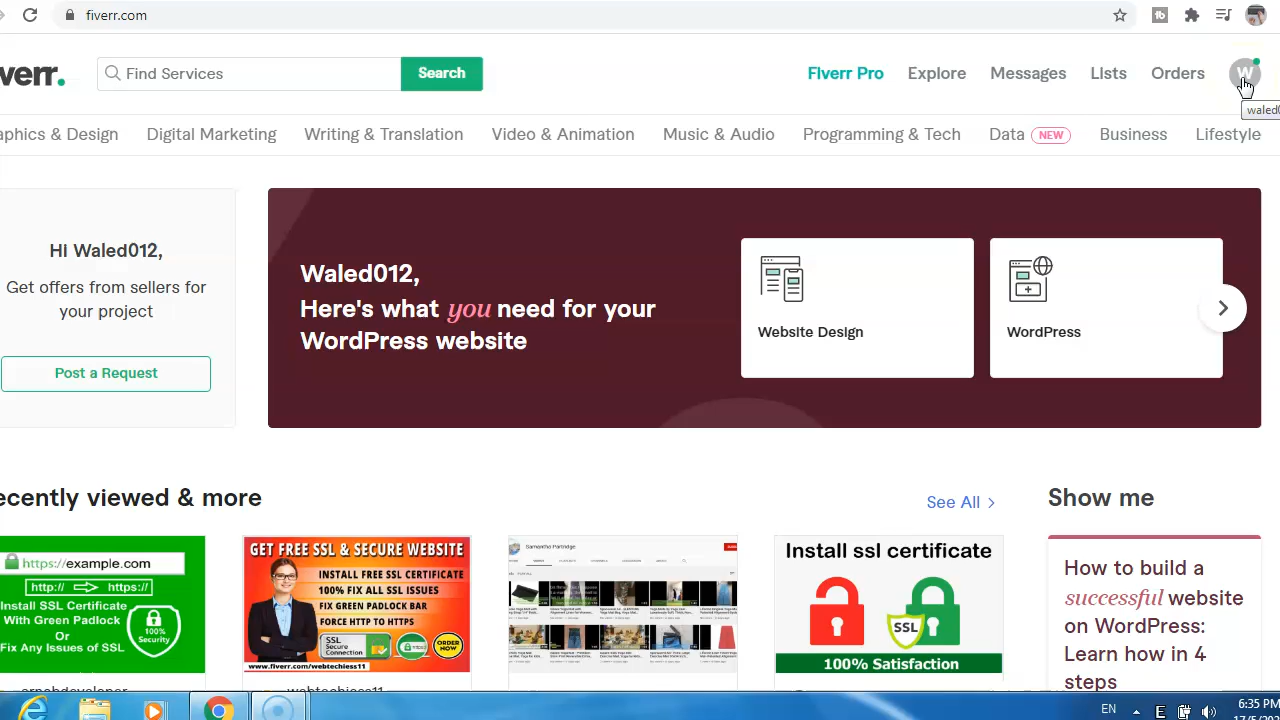 fiverr.com
verr.
Find Services
Search
Fiverr Pro
Explore
Messages
Lists
Orders
W
waled0
aphics & Design
Digital Marketing
Writing & Translation
Video & Animation
Music & Audio
Programming & Tech
Data NEW
Business
Lifestyle
Hi Waled012,
Get offers from sellers for
your project
Post a Request
Waled012,
Here's what you need for your
WordPress website
Website Design
WordPress
ecently viewed & more
See All
Show me
https://example.com
http:// https://
Install SSL Certificate
With Green Padlock
Or
Fix Any Issues of SSL
100%
Security
GET FREE SSL & SECURE WEBSITE
INSTALL FREE SSL CERTIFICATE
100% FIX ALL SSL ISSUES
FIX GREEN PADLOCK BAR
FORCE HTTP TO HTTPS
SSL
Secure
Connection
ORDER
NOW
www.fiverr.com/webtechiess11
Samantha Partridge
Install ssl certificate
SSL
100% Satisfaction
How to build a
successful website
on WordPress:
Learn how in 4
steps
webtechiess11
EN
6:35 PM